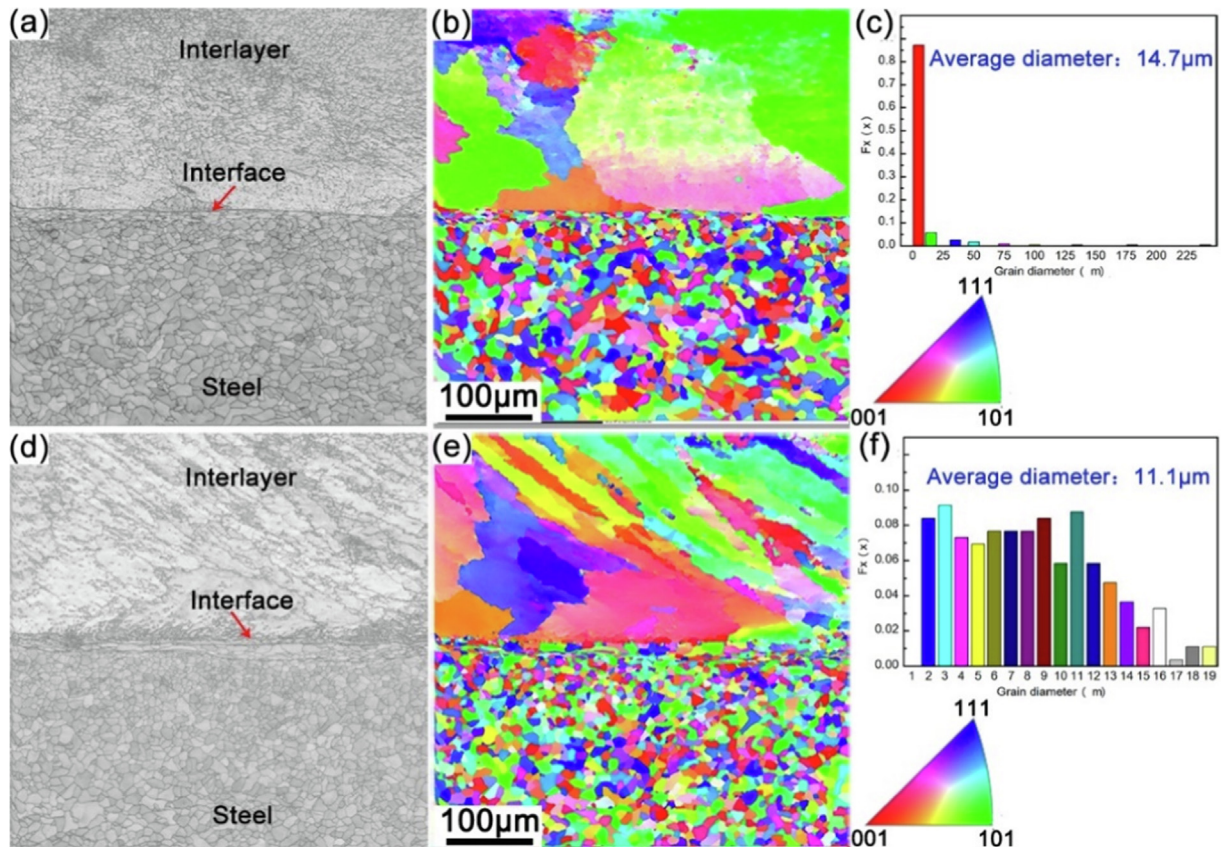 (a)
Interlayer
Interface
Steel
(b)
100μm
(c)
Average diameter: 14.7μm
Fx (x)
0.8
0.7
0.6
0.5
0.4
0.3
0.2
0.1
0.0
0 25 50 75 100 125 150 175 200 225
Grain diameter ( m)
111
001 101
(d)
Interlayer
Interface
Steel
(e)
100μm
(f)
Average diameter: 11.1μm
Fx (x)
0.10
0.08
0.06
0.04
0.02
0.00
1 2 3 4 5 6 7 8 9 10 11 12 13 14 15 16 17 18 19
Grain diameter ( m)
111
001 101